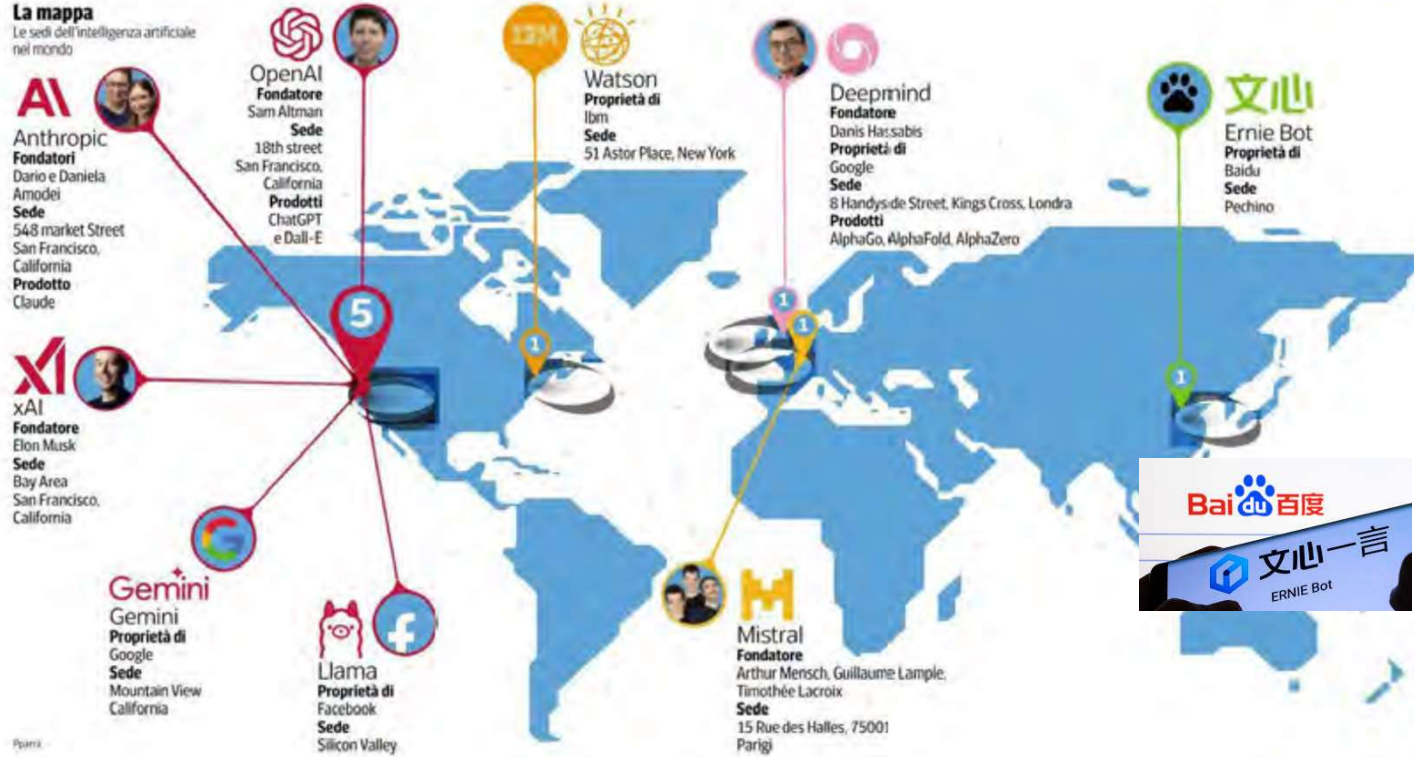 La mappa
Le sedi dell'intelligenza artificiale
nel mondo
AI
Anthropic
Fondatori
Dario e Daniela
Amodei
Sede
548 market Street
San Francisco,
California
Prodotto
Claude
OpenAI
Fondatore
Sam Altman
Sede
18th street
San Francisco,
California
Prodotti
ChatGPT
e Dall-E
IBM
Watson
Proprietà di
Ibm
Sede
51 Astor Place, New York
Deepmind
Fondatore
Danis Hassabis
Proprietà di
Google
Sede
8 Handyside Street, Kings Cross, Londra
Prodotti
AlphaGo, AlphaFold, AlphaZero
文心
Ernie Bot
Proprietà di
Baidu
Sede
Pechino
5
1
1
1
1
xAI
xAI
Fondatore
Elon Musk
Sede
Bay Area
San Francisco,
California
G
Gemini
Gemini
Proprietà di
Google
Sede
Mountain View
California
f
Llama
Proprietà di
Facebook
Sede
Silicon Valley
M
Mistral
Fondatore
Arthur Mensch, Guillaume Lample,
Timothée Lacroix
Sede
15 Rue des Halles, 75001
Parigi
Baidu百度
文心一言
ERNIE Bot